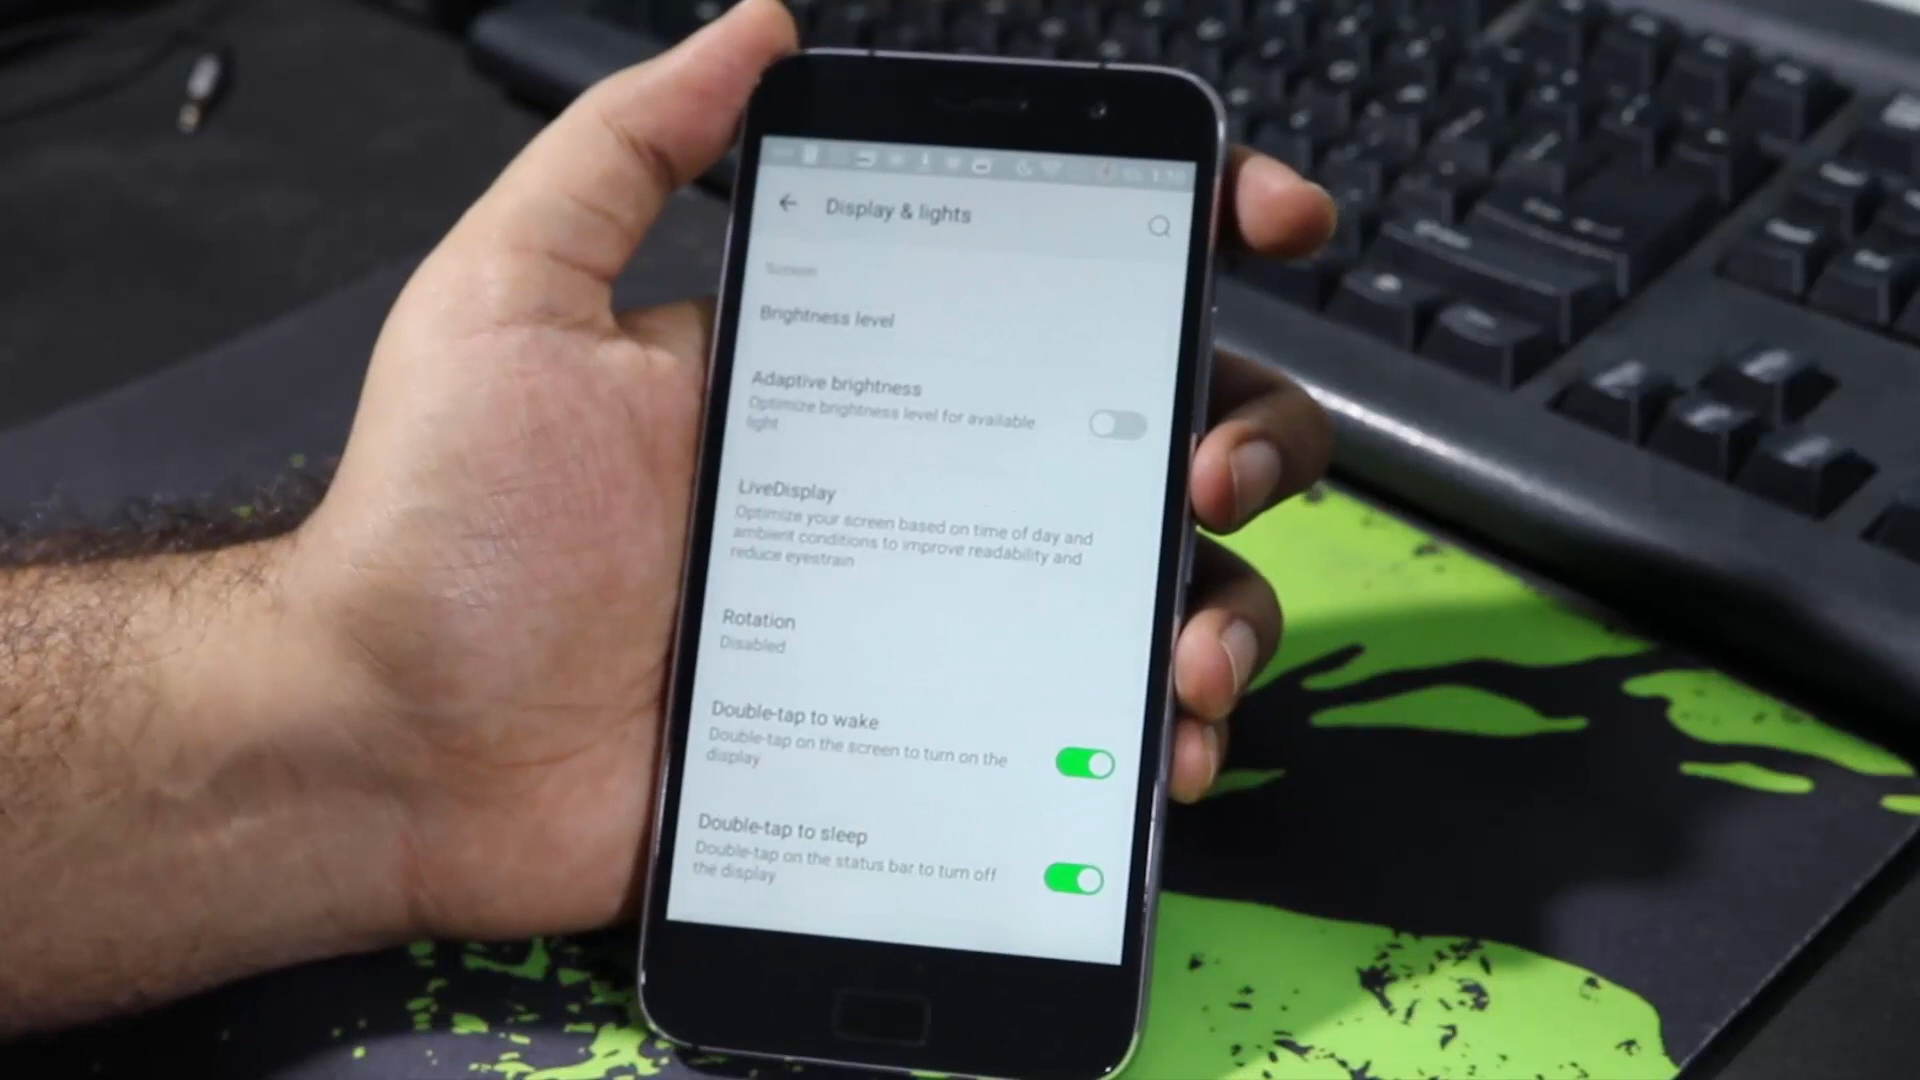 Display & lights
Screen
Brightness level
Adaptive brightness
Optimize brightness level for available
light
LiveDisplay
Optimize your screen based on time of day and
ambient conditions to improve readability and
reduce eyestrain
Rotation
Disabled
Double-tap to wake
Double-tap on the screen to turn on the
display
Double-tap to sleep
Double-tap on the status bar to turn off
the display